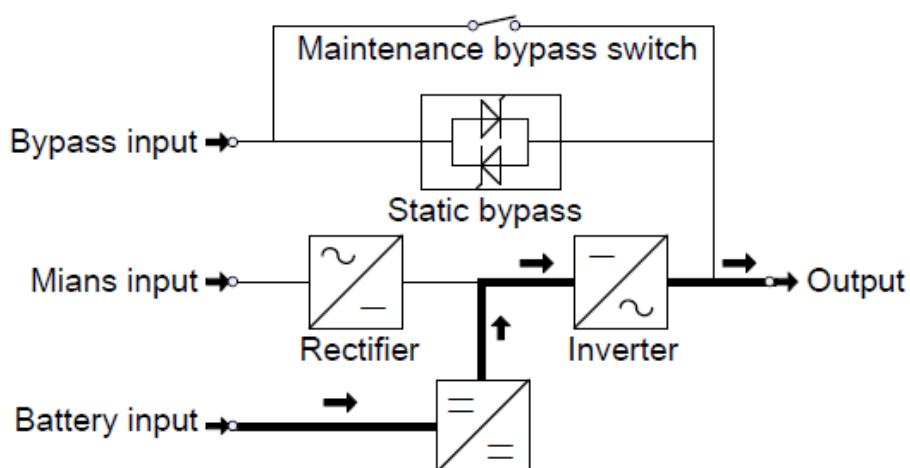 Maintenance bypass switch
Bypass input
Static bypass
Mians input
Output
Rectifier
Inverter
Battery input